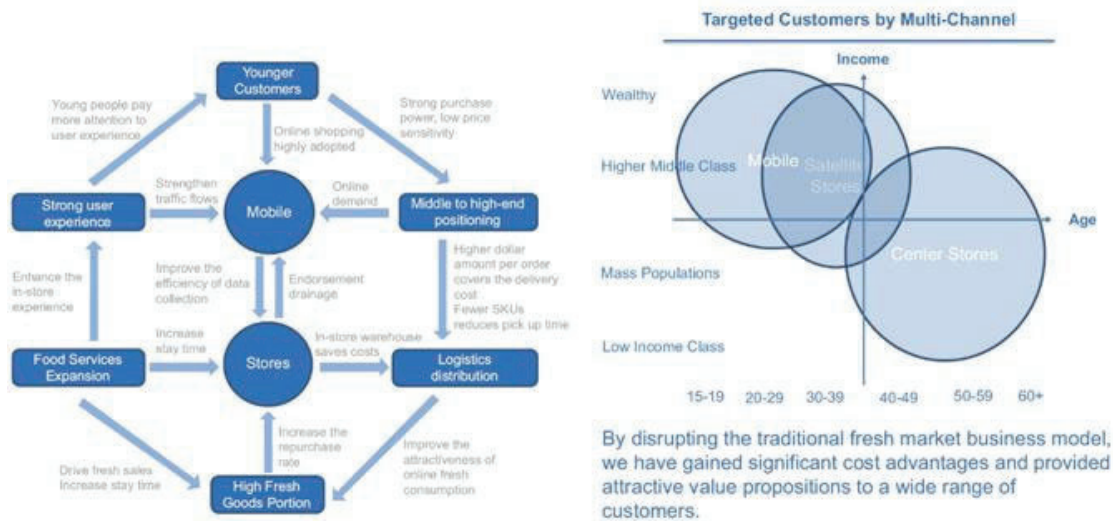 Younger
Customers
Young people pay
more attention to
user experience
Strong purchase
power, low price
sensitivity
Online shopping
highly adopted
Strong user
experience
Strengthen
traffic flows
Mobile
Online
demand
Middle to high-end
positioning
Enhance the
in-store
experience
Improve the
efficiency of data
collection
Endorsement
drainage
Higher dollar
amount per order
covers the delivery
cost
Fewer SKUs
reduces pick up time
Food Services
Expansion
Increase
stay time
Stores
In-store warehouse
saves costs
Logistics
distribution
Drive fresh sales
Increase stay time
Increase the
repurchase
rate
Improve the
attractiveness of
online fresh
consumption
High Fresh
Goods Portion
Targeted Customers by Multi-Channel
Income
Wealthy
Higher Middle Class
Mobile
Satellite
Stores
Age
Center Stores
Mass Populations
Low Income Class
15-19 20-29 30-39 40-49 50-59 60+
By disrupting the traditional fresh market business model,
we have gained significant cost advantages and provided
attractive value propositions to a wide range of
customers.